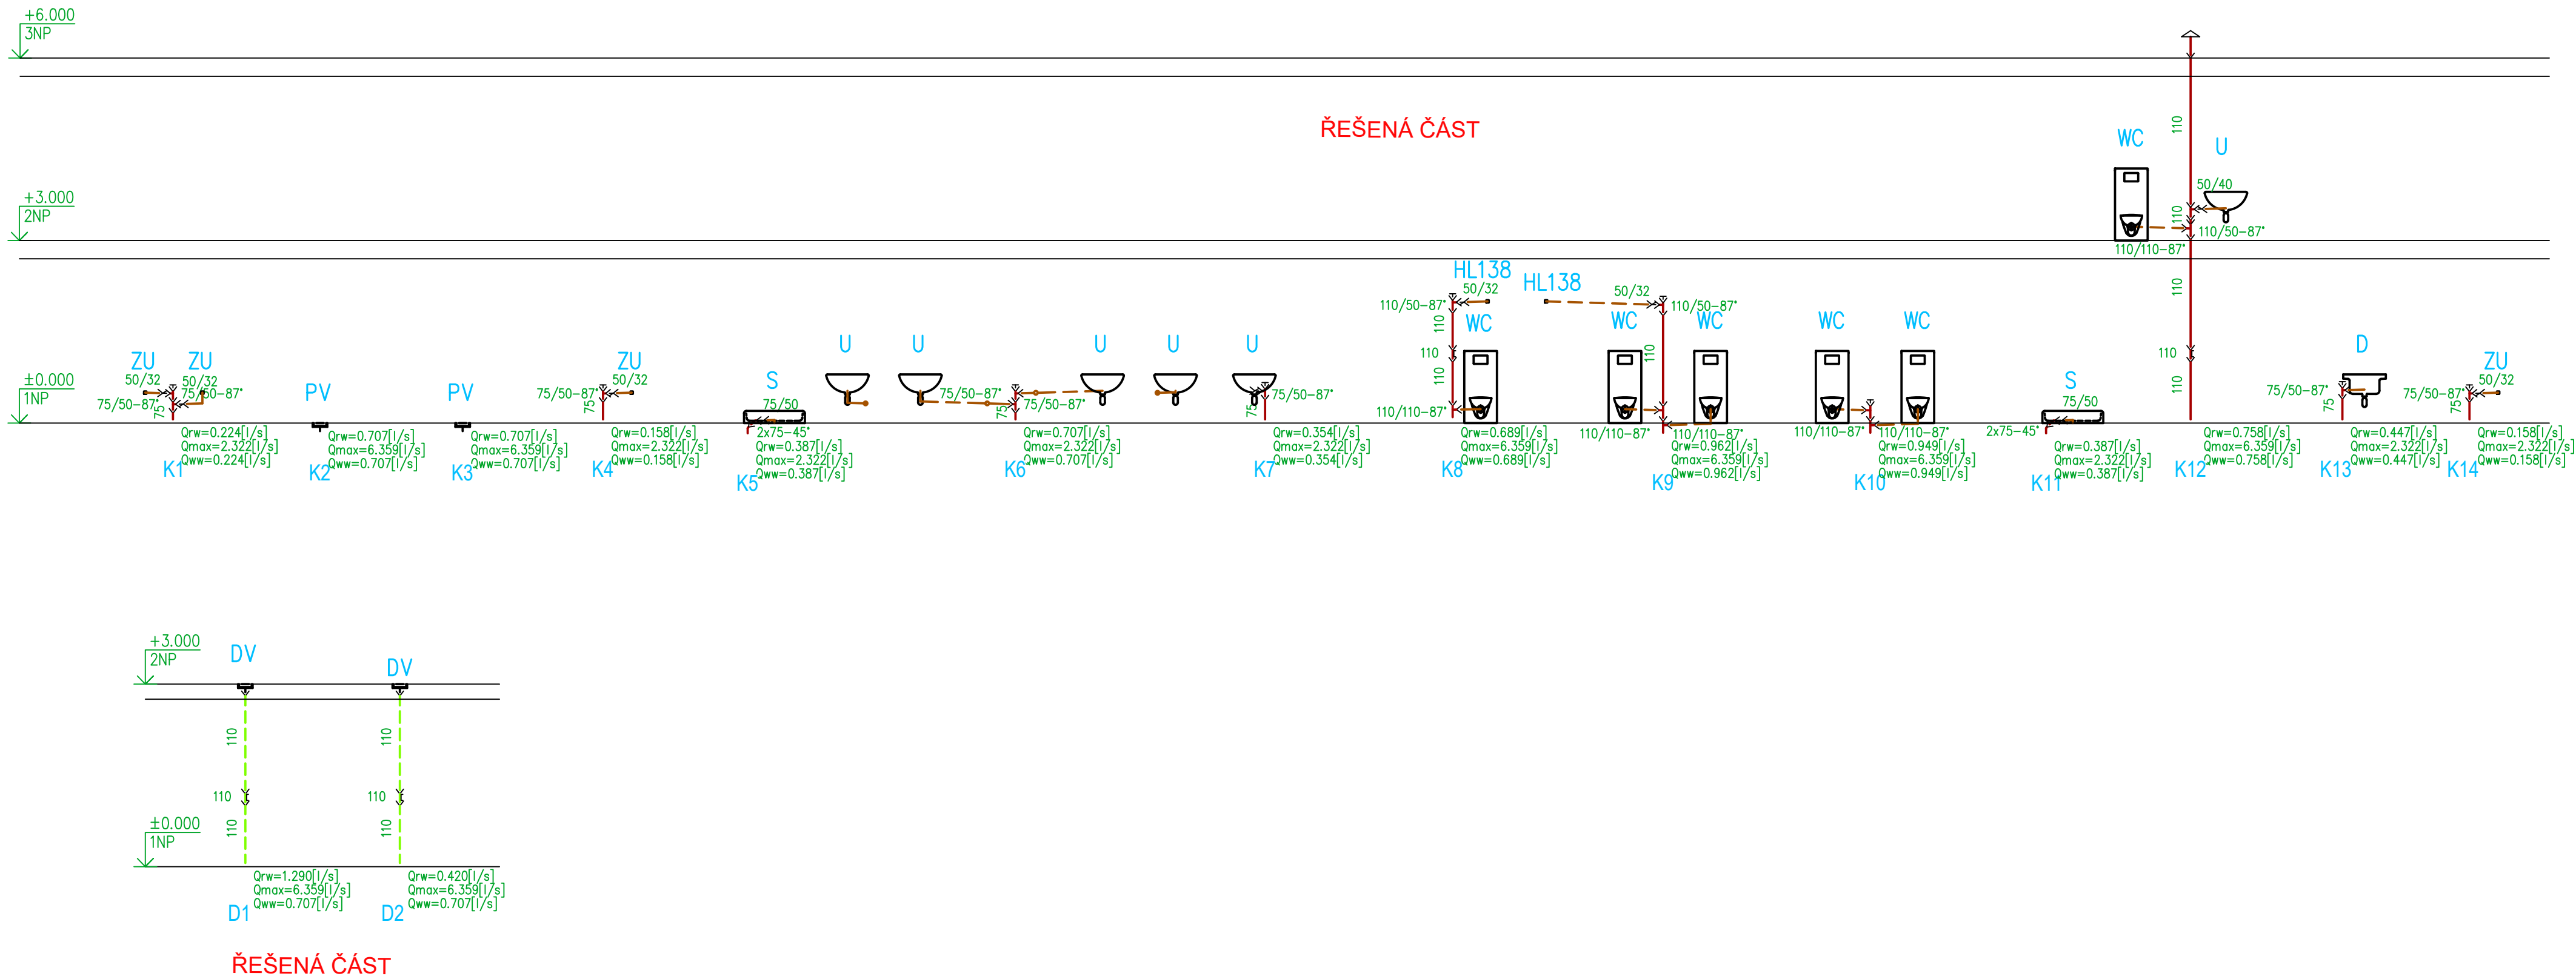 +6.000
3NP
ŘEŠENÁ ČÁST
110
WC
U
50/40
110
110/50-87°
110/110-87°
+3.000
2NP
HL138
50/32
110/50-87°
110
WC
110
110
110/110-87°
HL138
50/32
110/50-87°
WC
WC
110
110/110-87°
110/110-87°
WC
WC
110/110-87°
110/110-87°
110
110
110
±0.000
1NP
ZU
ZU
50/32
50/32
75/50-87°
75/50-87°
75
PV
PV
ZU
50/32
75/50-87°
75
S
75/50
2x75-45°
U
U
U
U
U
75/50-87°
75/50-87°
75
75/50-87°
75
S
75/50
2x75-45°
D
75/50-87°
75
ZU
50/32
75/50-87°
75
Qrw=0.224[l/s]
Qmax=2.322[l/s]
Qww=0.224[l/s]
K1
Qrw=0.707[l/s]
Qmax=6.359[l/s]
Qww=0.707[l/s]
K2
Qrw=0.707[l/s]
Qmax=6.359[l/s]
Qww=0.707[l/s]
K3
Qrw=0.158[l/s]
Qmax=2.322[l/s]
Qww=0.158[l/s]
K4
Qrw=0.387[l/s]
Qmax=2.322[l/s]
Qww=0.387[l/s]
K5
Qrw=0.707[l/s]
Qmax=2.322[l/s]
Qww=0.707[l/s]
K6
Qrw=0.354[l/s]
Qmax=2.322[l/s]
Qww=0.354[l/s]
K7
Qrw=0.689[l/s]
Qmax=6.359[l/s]
Qww=0.689[l/s]
K8
Qrw=0.962[l/s]
Qmax=6.359[l/s]
Qww=0.962[l/s]
K9
Qrw=0.949[l/s]
Qmax=6.359[l/s]
Qww=0.949[l/s]
K10
Qrw=0.387[l/s]
Qmax=2.322[l/s]
Qww=0.387[l/s]
K11
Qrw=0.758[l/s]
Qmax=6.359[l/s]
Qww=0.758[l/s]
K12
Qrw=0.447[l/s]
Qmax=2.322[l/s]
Qww=0.447[l/s]
K13
Qrw=0.158[l/s]
Qmax=2.322[l/s]
Qww=0.158[l/s]
K14
+3.000
2NP
DV
DV
110
110
110
110
110
110
±0.000
1NP
Qrw=1.290[l/s]
Qmax=6.359[l/s]
Qww=0.707[l/s]
D1
Qrw=0.420[l/s]
Qmax=6.359[l/s]
Qww=0.707[l/s]
D2
ŘEŠENÁ ČÁST